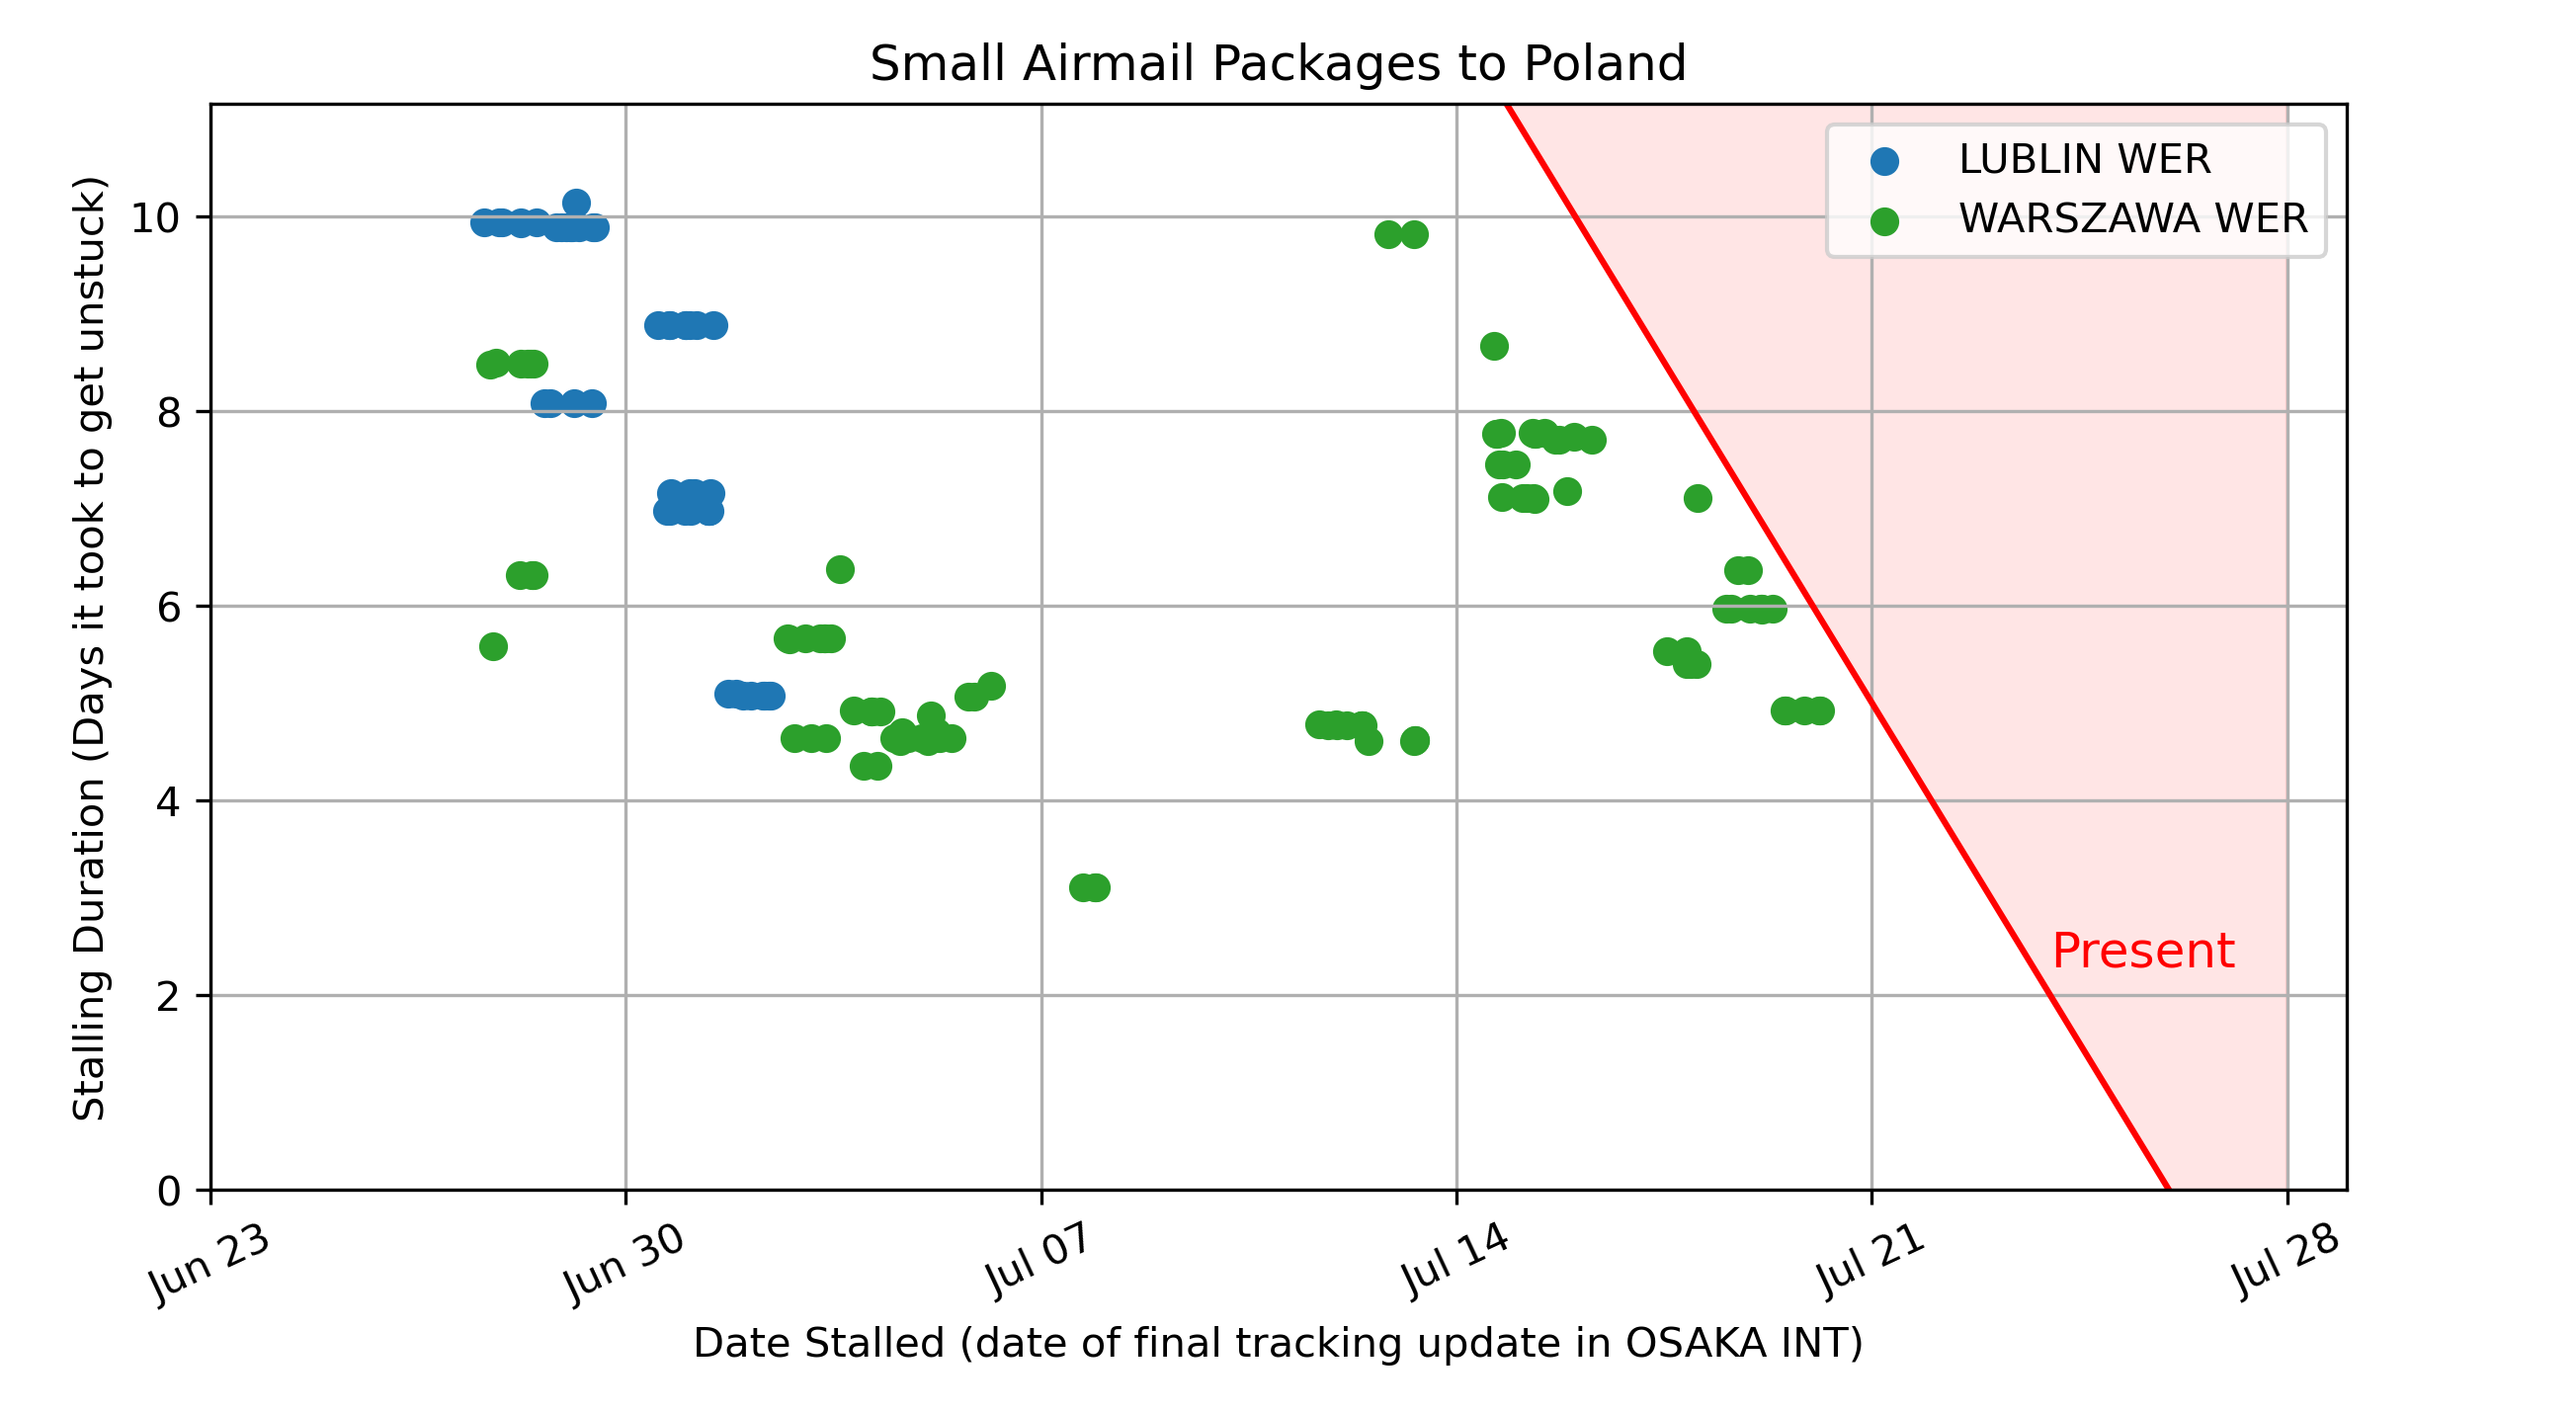 Small Airmail Packages to Poland
LUBLIN WER
WARSZAWA WER
Stalling Duration (Days it took to get unstuck)
10
8
6
4
2
0
Present
Jun 23
Jun 30
Jul 07
Jul 14
Jul 21
Jul 28
Date Stalled (date of final tracking update in OSAKA INT)